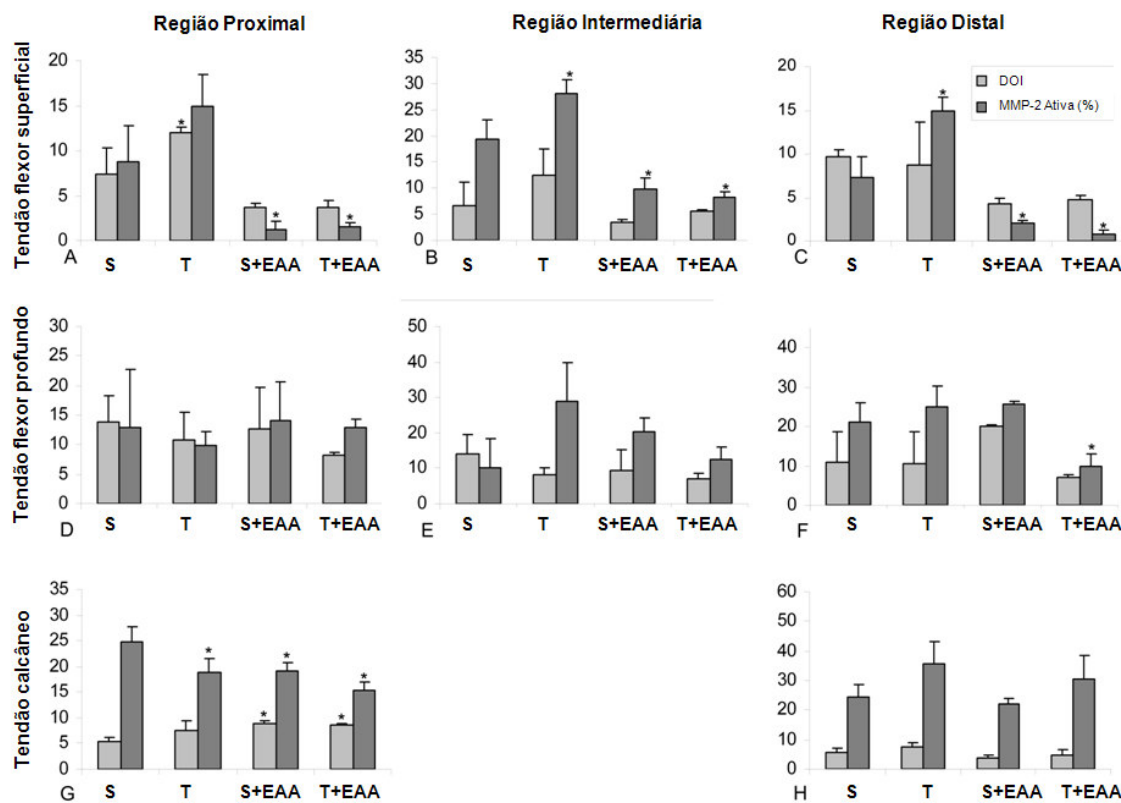 Região Proximal
Região Intermediária
Região Distal
Tendão flexor superficial
20
15
10
5
0
*
*
*
A
S
T
S+EAA
T+EAA
35
30
25
20
15
10
5
0
*
*
*
B
S
T
S+EAA
T+EAA
20
15
10
5
0
DOI
MMP-2 Ativa (%)
*
*
*
C
S
T
S+EAA
T+EAA
Tendão flexor profundo
30
25
20
15
10
5
0
D
S
T
S+EAA
T+EAA
50
40
30
20
10
0
E
S
T
S+EAA
T+EAA
40
30
20
10
0
*
F
S
T
S+EAA
T+EAA
Tendão calcâneo
35
30
25
20
15
10
5
0
*
*
*
*
*
G
S
T
S+EAA
T+EAA
60
50
40
30
20
10
0
H
S
T
S+EAA
T+EAA